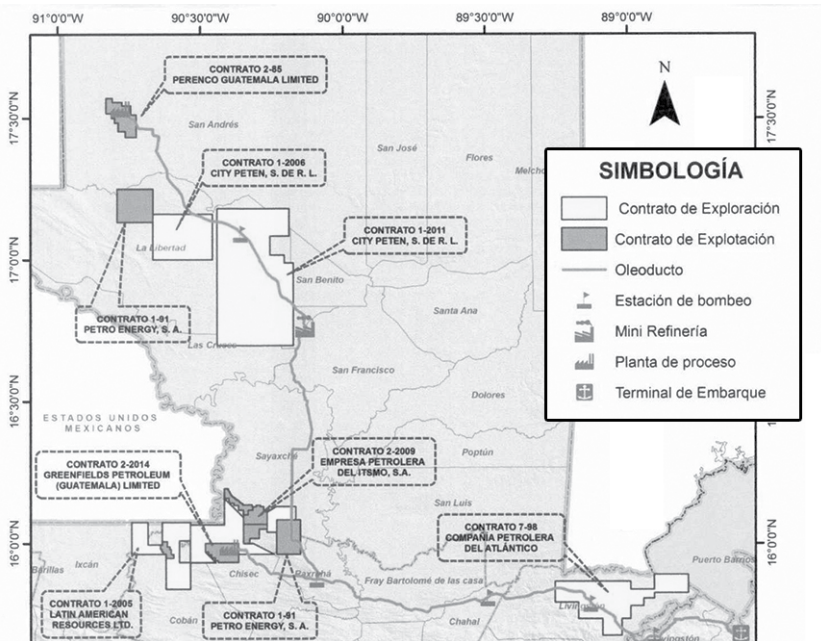 91°0'0"W 90°30'0"W 90°0'0"W 89°30'0"W 89°0'0"W
CONTRATO 2-85
PERENCO GUATEMALA LIMITED
N
17°30'0"N
17°30'0"N
San Andrés
San José
Flores
CONTRATO 1-2006
CITY PETEN, S. DE R. L.
SIMBOLOGÍA
Contrato de Exploración
Contrato de Explotación
Oleoducto
Estación de bombeo
Mini Refinería
Planta de proceso
Terminal de Embarque
CONTRATO 1-2011
CITY PETEN, S. DE R. L.
La Libertad
17°0'0"N
San Benito
CONTRATO 1-91
PETRO ENERGY, S. A.
Santa Ana
San Francisco
Dolores
16°30'0"N
ESTADOS UNIDOS
MEXICANOS
Sayaxché
Poptún
CONTRATO 2-2014
GREENFIELDS PETROLEUM
(GUATEMALA) LIMITED
CONTRATO 2-2009
EMPRESA PETROLERA
DEL ITSMO, S.A.
San Luis
CONTRATO 7-98
COMPAÑIA PETROLERA
DEL ATLÁNTICO
16°0'0"N
16°0'0"N
Puerto Barrios
Barillas
Ixcán
Chisec
Raxruhá
Fray Bartolomé de las casa
CONTRATO 1-2005
LATIN AMERICAN
RESOURCES LTD.
Cobán
CONTRATO 1-91
PETRO ENERGY, S. A.
Chahal